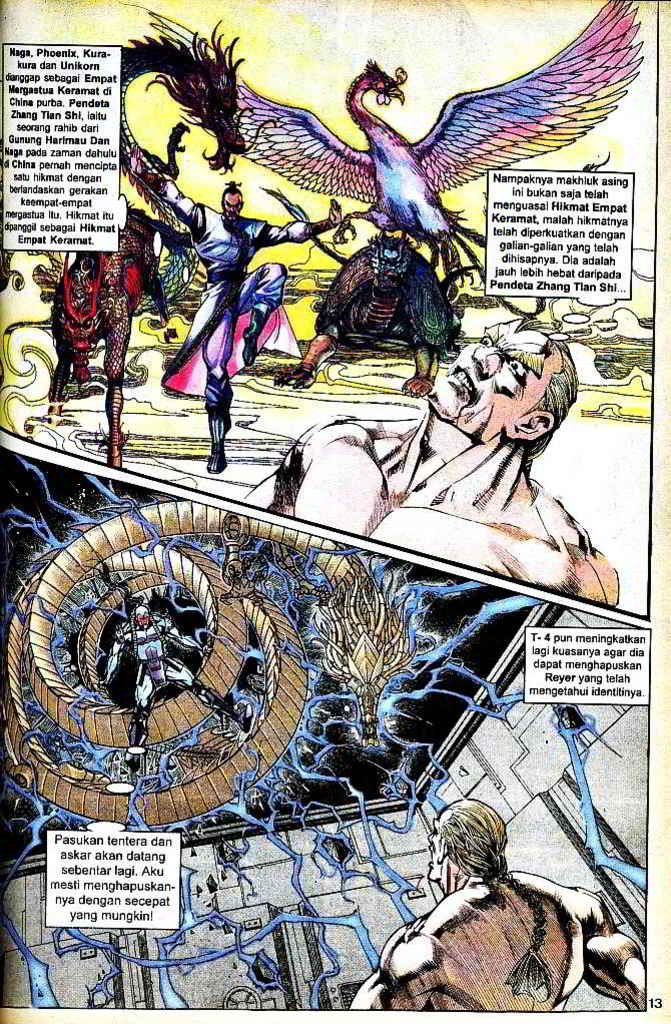 Naga, Phoenix, Kura-
kura dan Unikorn
dianggap sebagai Empat
Mergastua Keramat di
China purba. Pendeta
Zhang Tian Shi, iaitu
seorang rahib dari
Gunung Harimau Dan
Naga pada zaman dahulu
di China pernah mencipta
satu hikmat dengan
berlandaskan gerakan
keempat-empat
mergastua itu. Hikmat itu
dipanggil sebagai Hikmat
Empat Keramat.
Nampaknya makhluk asing
ini bukan saja telah
menguasai Hikmat Empat
Keramat, malah hikmatnya
telah diperkuatkan dengan
galian-galian yang telah
dihisapnya. Dia adalah
jauh lebih hebat daripada
Pendeta Zhang Tian Shi...
T- 4 pun meningkatkan
lagi kuasanya agar dia
dapat menghapuskan
Reyer yang telah
mengetahui identitinya.
Pasukan tentera dan
askar akan datang
sebentar lagi. Aku
mesti menghapuskan-
nya dengan secepat
yang mungkin!
13